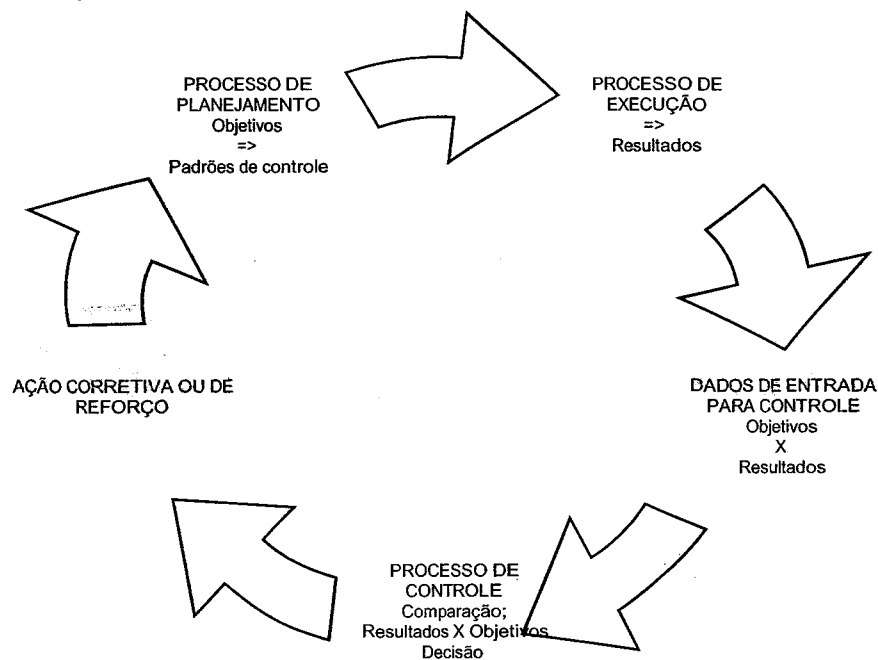 PROCESSO DE
PLANEJAMENTO
Objetivos
=>
Padrões de controle
PROCESSO DE
EXECUÇÃO
=>
Resultados
DADOS DE ENTRADA
PARA CONTROLE
Objetivos
X
Resultados
PROCESSO DE
CONTROLE
Comparação;
Resultados X Objetivos
Decisão
AÇÃO CORRETIVA OU DE
REFORÇO